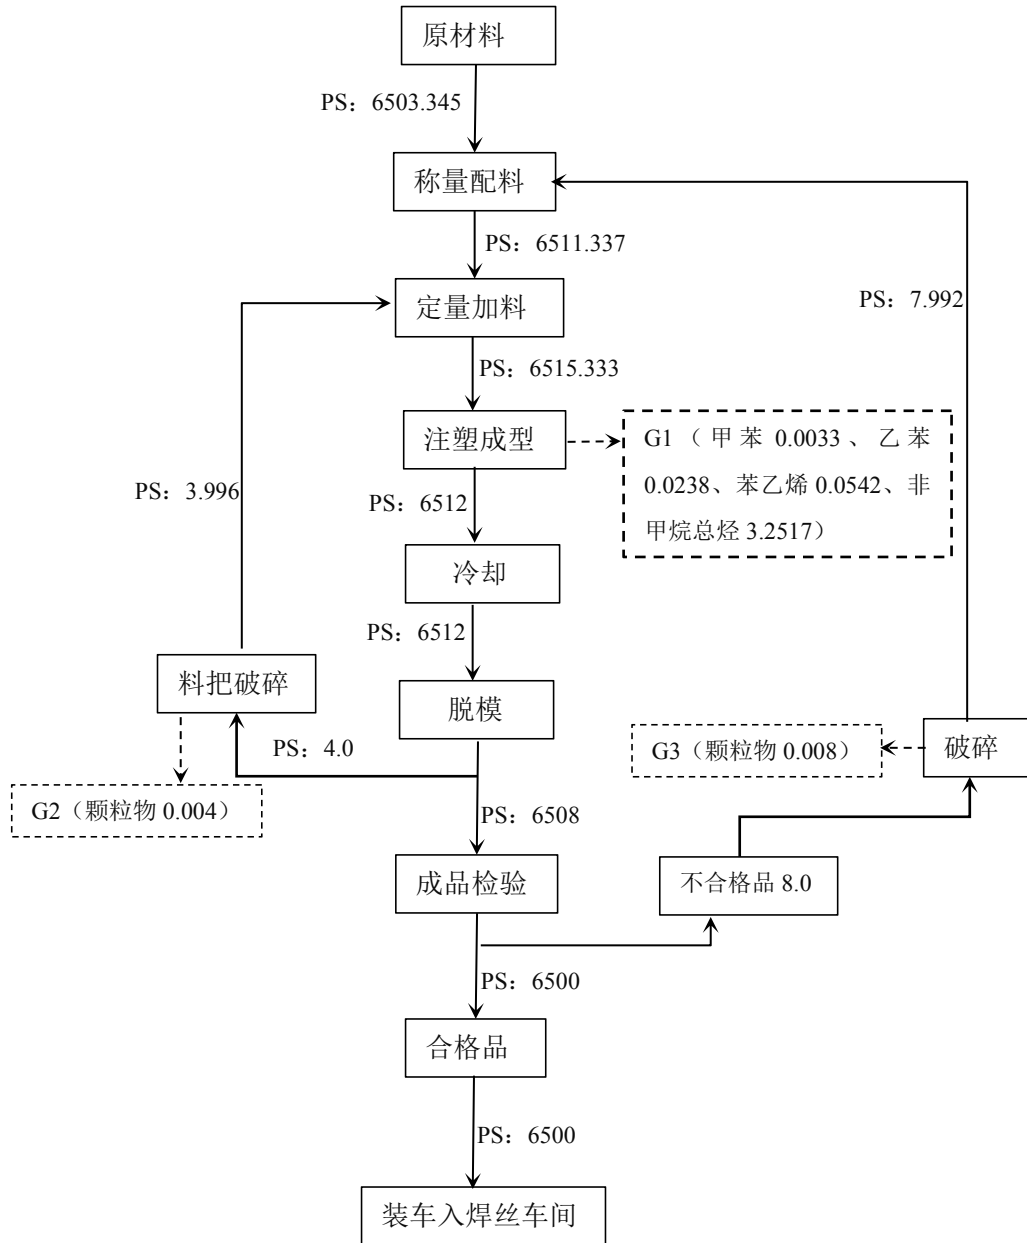 原材料
PS：6503.345
称量配料
PS：6511.337
定量加料
PS：7.992
PS：6515.333
注塑成型
G1（甲苯 0.0033、乙苯
0.0238、苯乙烯 0.0542、非
甲烷总烃 3.2517）
PS：3.996
PS：6512
冷却
PS：6512
料把破碎
脱模
PS：4.0
G3（颗粒物 0.008）
破碎
G2（颗粒物 0.004）
PS：6508
成品检验
不合格品 8.0
PS：6500
合格品
PS：6500
装车入焊丝车间